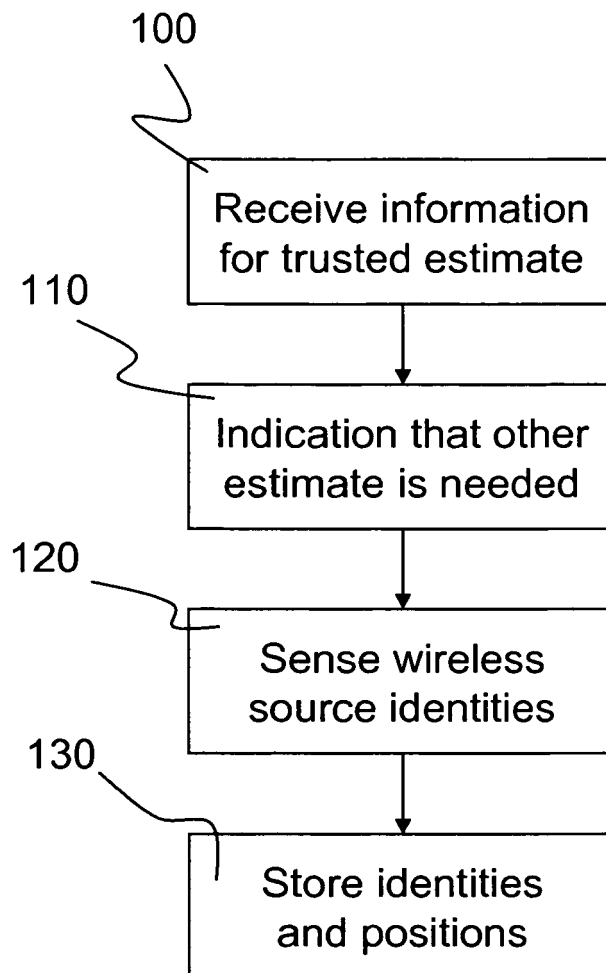 100
Receive information
for trusted estimate
110
Indication that other
estimate is needed
120
Sense wireless
source identities
130
Store identities
and positions